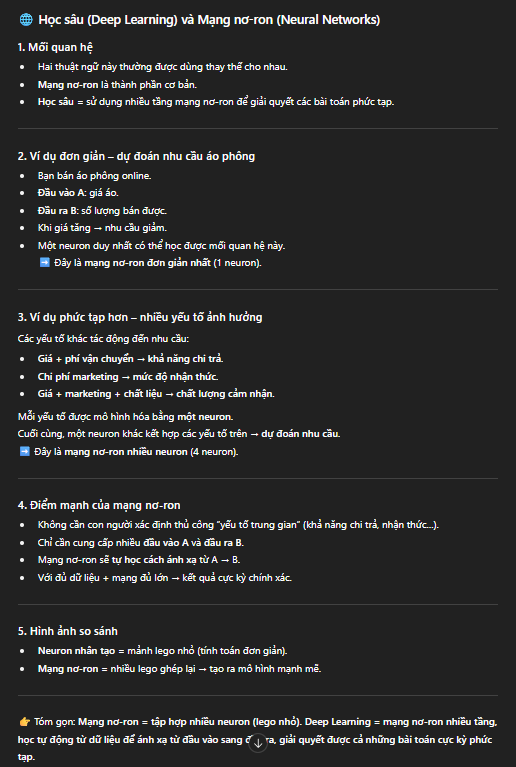 🌐 Học sâu (Deep Learning) và Mạng nơ-ron (Neural Networks)
1. Mối quan hệ
• Hai thuật ngữ này thường được dùng thay thế cho nhau.
• Mạng nơ-ron là thành phần cơ bản.
• Học sâu = sử dụng nhiều tầng mạng nơ-ron để giải quyết các bài toán phức tạp.
2. Ví dụ đơn giản – dự đoán nhu cầu áo phông
• Bạn bán áo phông online.
• Đầu vào A: giá áo.
• Đầu ra B: số lượng bán được.
• Khi giá tăng → nhu cầu giảm.
• Một neuron duy nhất có thể học được mối quan hệ này.
➡️ Đây là mạng nơ-ron đơn giản nhất (1 neuron).
3. Ví dụ phức tạp hơn – nhiều yếu tố ảnh hưởng
Các yếu tố khác tác động đến nhu cầu:
• Giá + phí vận chuyển → khả năng chi trả.
• Chi phí marketing → mức độ nhận thức.
• Giá + marketing + chất liệu → chất lượng cảm nhận.
Mỗi yếu tố được mô hình hóa bằng một neuron.
Cuối cùng, một neuron khác kết hợp các yếu tố trên → dự đoán nhu cầu.
➡️ Đây là mạng nơ-ron nhiều neuron (4 neuron).
4. Điểm mạnh của mạng nơ-ron
• Không cần con người xác định thủ công "yếu tố trung gian" (khả năng chi trả, nhận thức...).
• Chỉ cần cung cấp nhiều đầu vào A và đầu ra B.
• Mạng nơ-ron sẽ tự học cách ánh xạ từ A → B.
• Với đủ dữ liệu + mạng đủ lớn → kết quả cực kỳ chính xác.
5. Hình ảnh so sánh
• Neuron nhân tạo = mảnh lego nhỏ (tính toán đơn giản).
• Mạng nơ-ron = nhiều lego ghép lại → tạo ra mô hình mạnh mẽ.
👉 Tóm gọn: Mạng nơ-ron = tập hợp nhiều neuron (lego nhỏ). Deep Learning = mạng nơ-ron nhiều tầng,
học tự động từ dữ liệu để ánh xạ từ đầu vào sang ra, giải quyết được cả những bài toán cực kỳ phức
tạp.